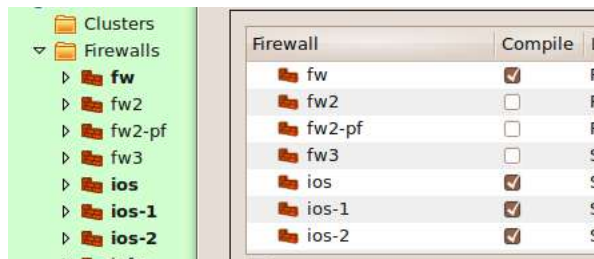 Clusters
Firewalls
fw
fw2
fw2-pf
fw3
ios
ios-1
ios-2
Firewall Compile
fw
fw2
fw2-pf
fw3
ios
ios-1
ios-2